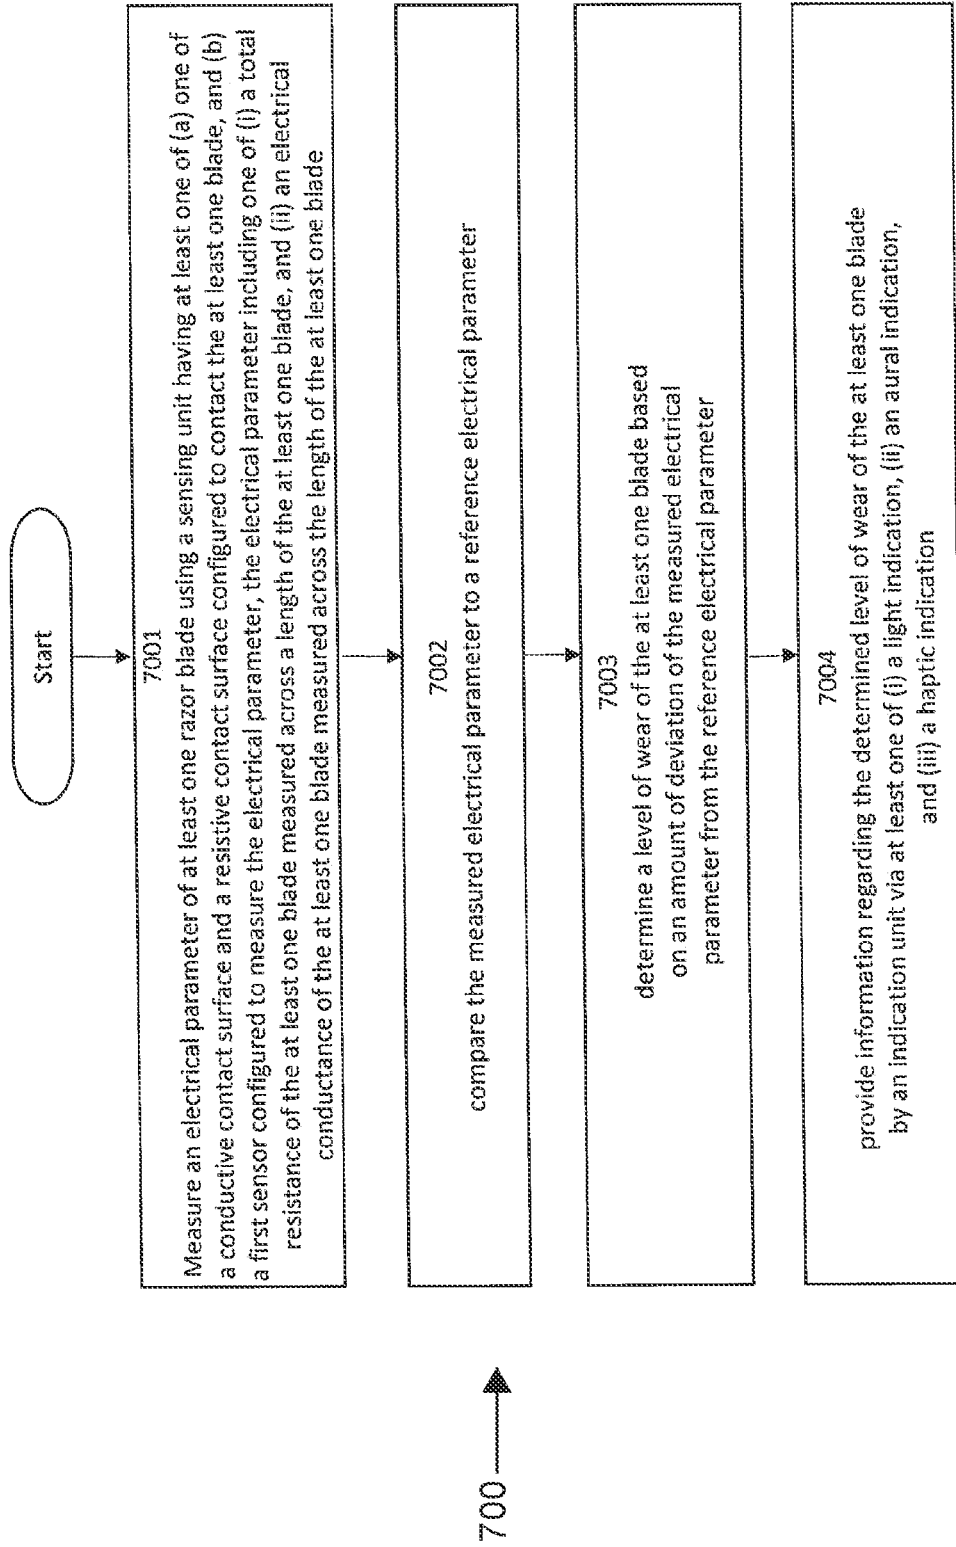 Start
7001
Measure an electrical parameter of at least one razor blade using a sensing unit having at least one of (a) one of
a conductive contact surface and a resistive contact surface configured to contact the at least one blade, and (b)
a first sensor configured to measure the electrical parameter, the electrical parameter including one of (i) a total
resistance of the at least one blade measured across a length of the at least one blade, and (ii) an electrical
conductance of the at least one blade measured across the length of the at least one blade
7002
compare the measured electrical parameter to a reference electrical parameter
7003
determine a level of wear of the at least one blade based
on an amount of deviation of the measured electrical
parameter from the reference electrical parameter
7004
provide information regarding the determined level of wear of the at least one blade
by an indication unit via at least one of (i) a light indication, (ii) an aural indication,
and (iii) a haptic indication
700